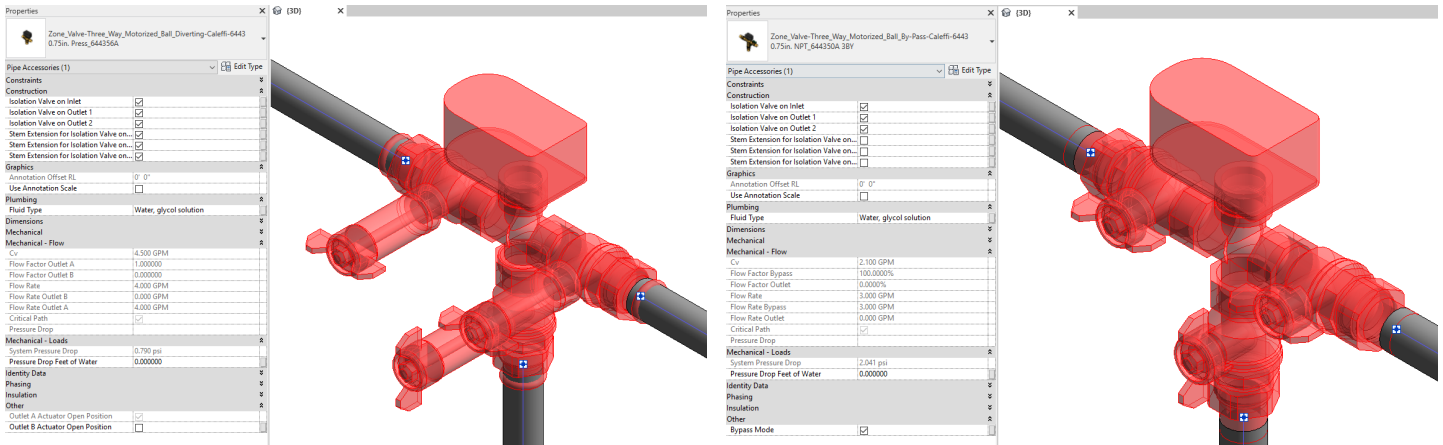 Properties
{3D}
Zone_Valve-Three_Way_Motorized_Ball_Diverting-Caleffi-6443
0.75in. Press_644356A
Pipe Accessories (1)
Edit Type
Constraints
Construction
Isolation Valve on Inlet
Isolation Valve on Outlet 1
Isolation Valve on Outlet 2
Stem Extension for Isolation Valve on...
Stem Extension for Isolation Valve on...
Stem Extension for Isolation Valve on...
Graphics
Annotation Offset RL 0' 0"
Use Annotation Scale
Plumbing
Fluid Type Water, glycol solution
Dimensions
Mechanical
Mechanical - Flow
Cv 4.500 GPM
Flow Factor Outlet A 1.000000
Flow Factor Outlet B 0.000000
Flow Rate 4.000 GPM
Flow Rate Outlet B 0.000 GPM
Flow Rate Outlet A 4.000 GPM
Critical Path
Pressure Drop
Mechanical - Loads
System Pressure Drop 0.790 psi
Pressure Drop Feet of Water 0.000000
Identity Data
Phasing
Insulation
Other
Outlet A Actuator Open Position
Outlet B Actuator Open Position
Properties
{3D}
Zone_Valve-Three_Way_Motorized_Ball_By-Pass-Caleffi-6443
0.75in. NPT_644350A 3BY
Pipe Accessories (1)
Edit Type
Constraints
Construction
Isolation Valve on Inlet
Isolation Valve on Outlet 1
Isolation Valve on Outlet 2
Stem Extension for Isolation Valve on...
Stem Extension for Isolation Valve on...
Stem Extension for Isolation Valve on...
Graphics
Annotation Offset RL 0' 0"
Use Annotation Scale
Plumbing
Fluid Type Water, glycol solution
Dimensions
Mechanical
Mechanical - Flow
Cv 2.100 GPM
Flow Factor Bypass 100.0000%
Flow Factor Outlet 0.0000%
Flow Rate 3.000 GPM
Flow Rate Bypass 3.000 GPM
Flow Rate Outlet 0.000 GPM
Critical Path
Pressure Drop
Mechanical - Loads
System Pressure Drop 2.041 psi
Pressure Drop Feet of Water 0.000000
Identity Data
Phasing
Insulation
Other
Bypass Mode